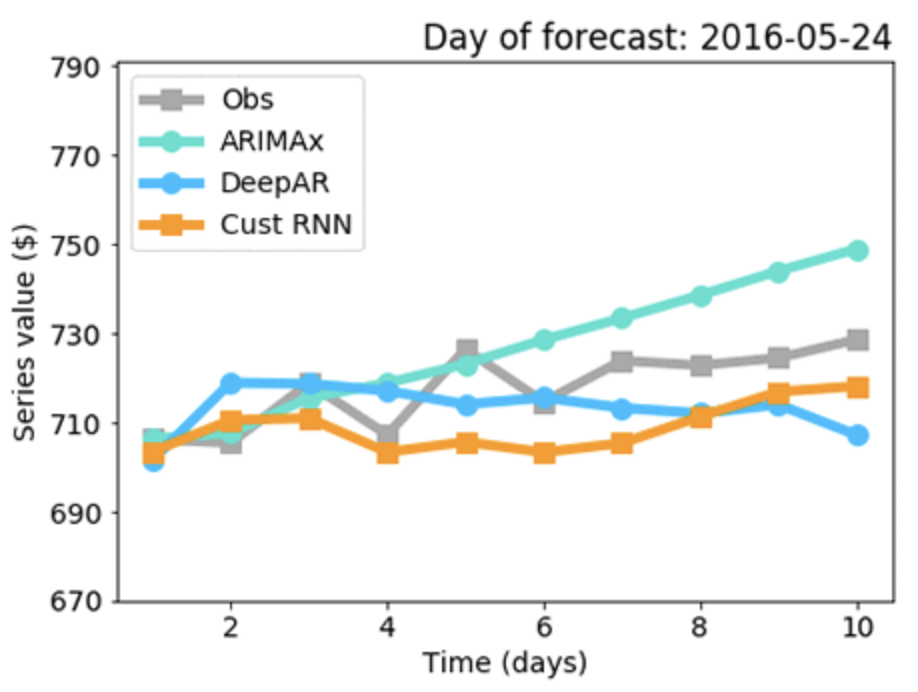 Day of forecast: 2016-05-24
790
770
750
730
710
690
670
Series value ($)
Obs
ARIMAx
DeepAR
Cust RNN
2 4 6 8 10
Time (days)